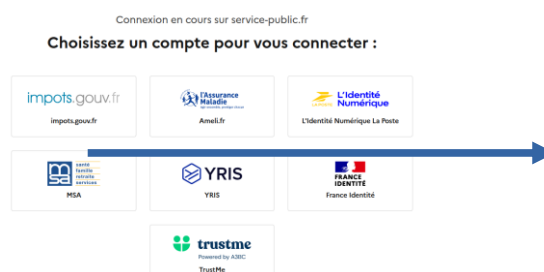 Connexion en cours sur service-public.fr
Choisissez un compte pour vous connecter :
impots.gouv.fr
impots.gouv.fr
l'Assurance
Maladie
Ameli.fr
L'Identité
Numérique
L'Identité Numérique La Poste
msa
santé
famille
retraite
services
MSA
YRIS
YRIS
FRANCE
IDENTITÉ
France Identité
trustme
Powered by A3BC
TrustMe